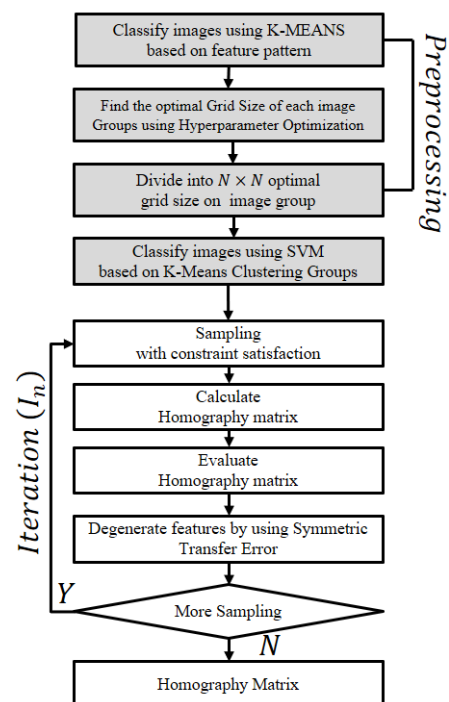 Classify images using K-MEANS
based on feature pattern
Preprocessing
Find the optimal Grid Size of each image
Groups using Hyperparameter Optimization
Divide into N × N optimal
grid size on image group
Classify images using SVM
based on K-Means Clustering Groups
Sampling
with constraint satisfaction
Iteration (Iₙ)
Calculate
Homography matrix
Evaluate
Homography matrix
Degenerate features by using Symmetric
Transfer Error
Y
More Sampling
N
Homography Matrix